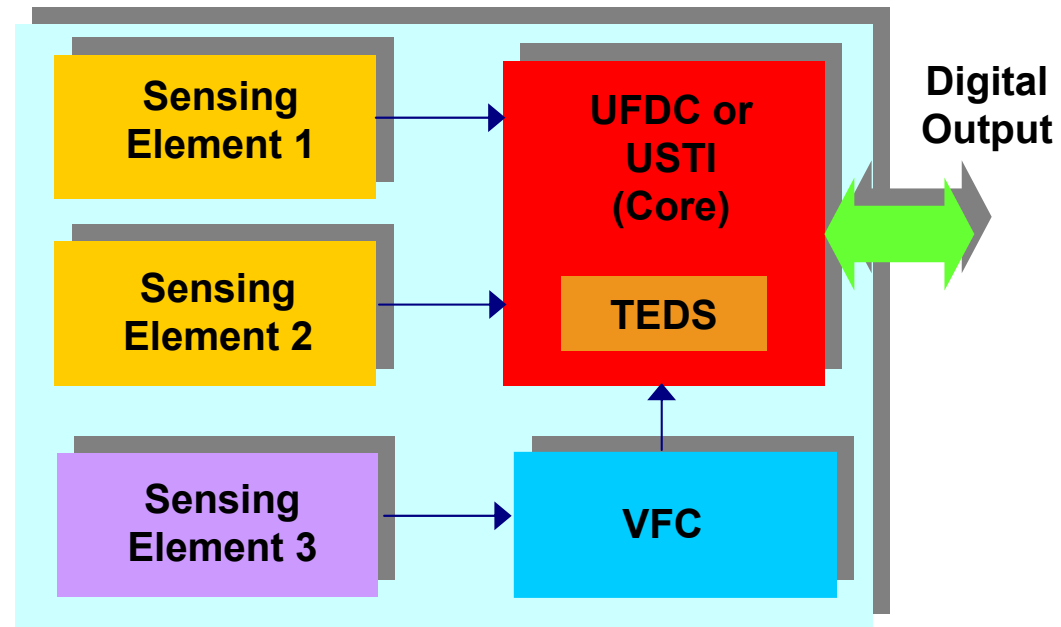 Sensing
Element 1
UFDC or
USTI
(Core)
TEDS
Digital
Output
Sensing
Element 2
Sensing
Element 3
VFC